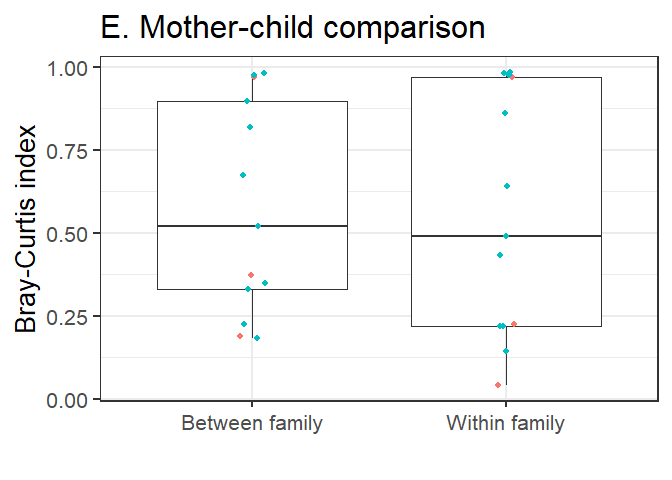 E. Mother-child comparison
Bray-Curtis index
1.00
0.75
0.50
0.25
0.00
Between family
Within family